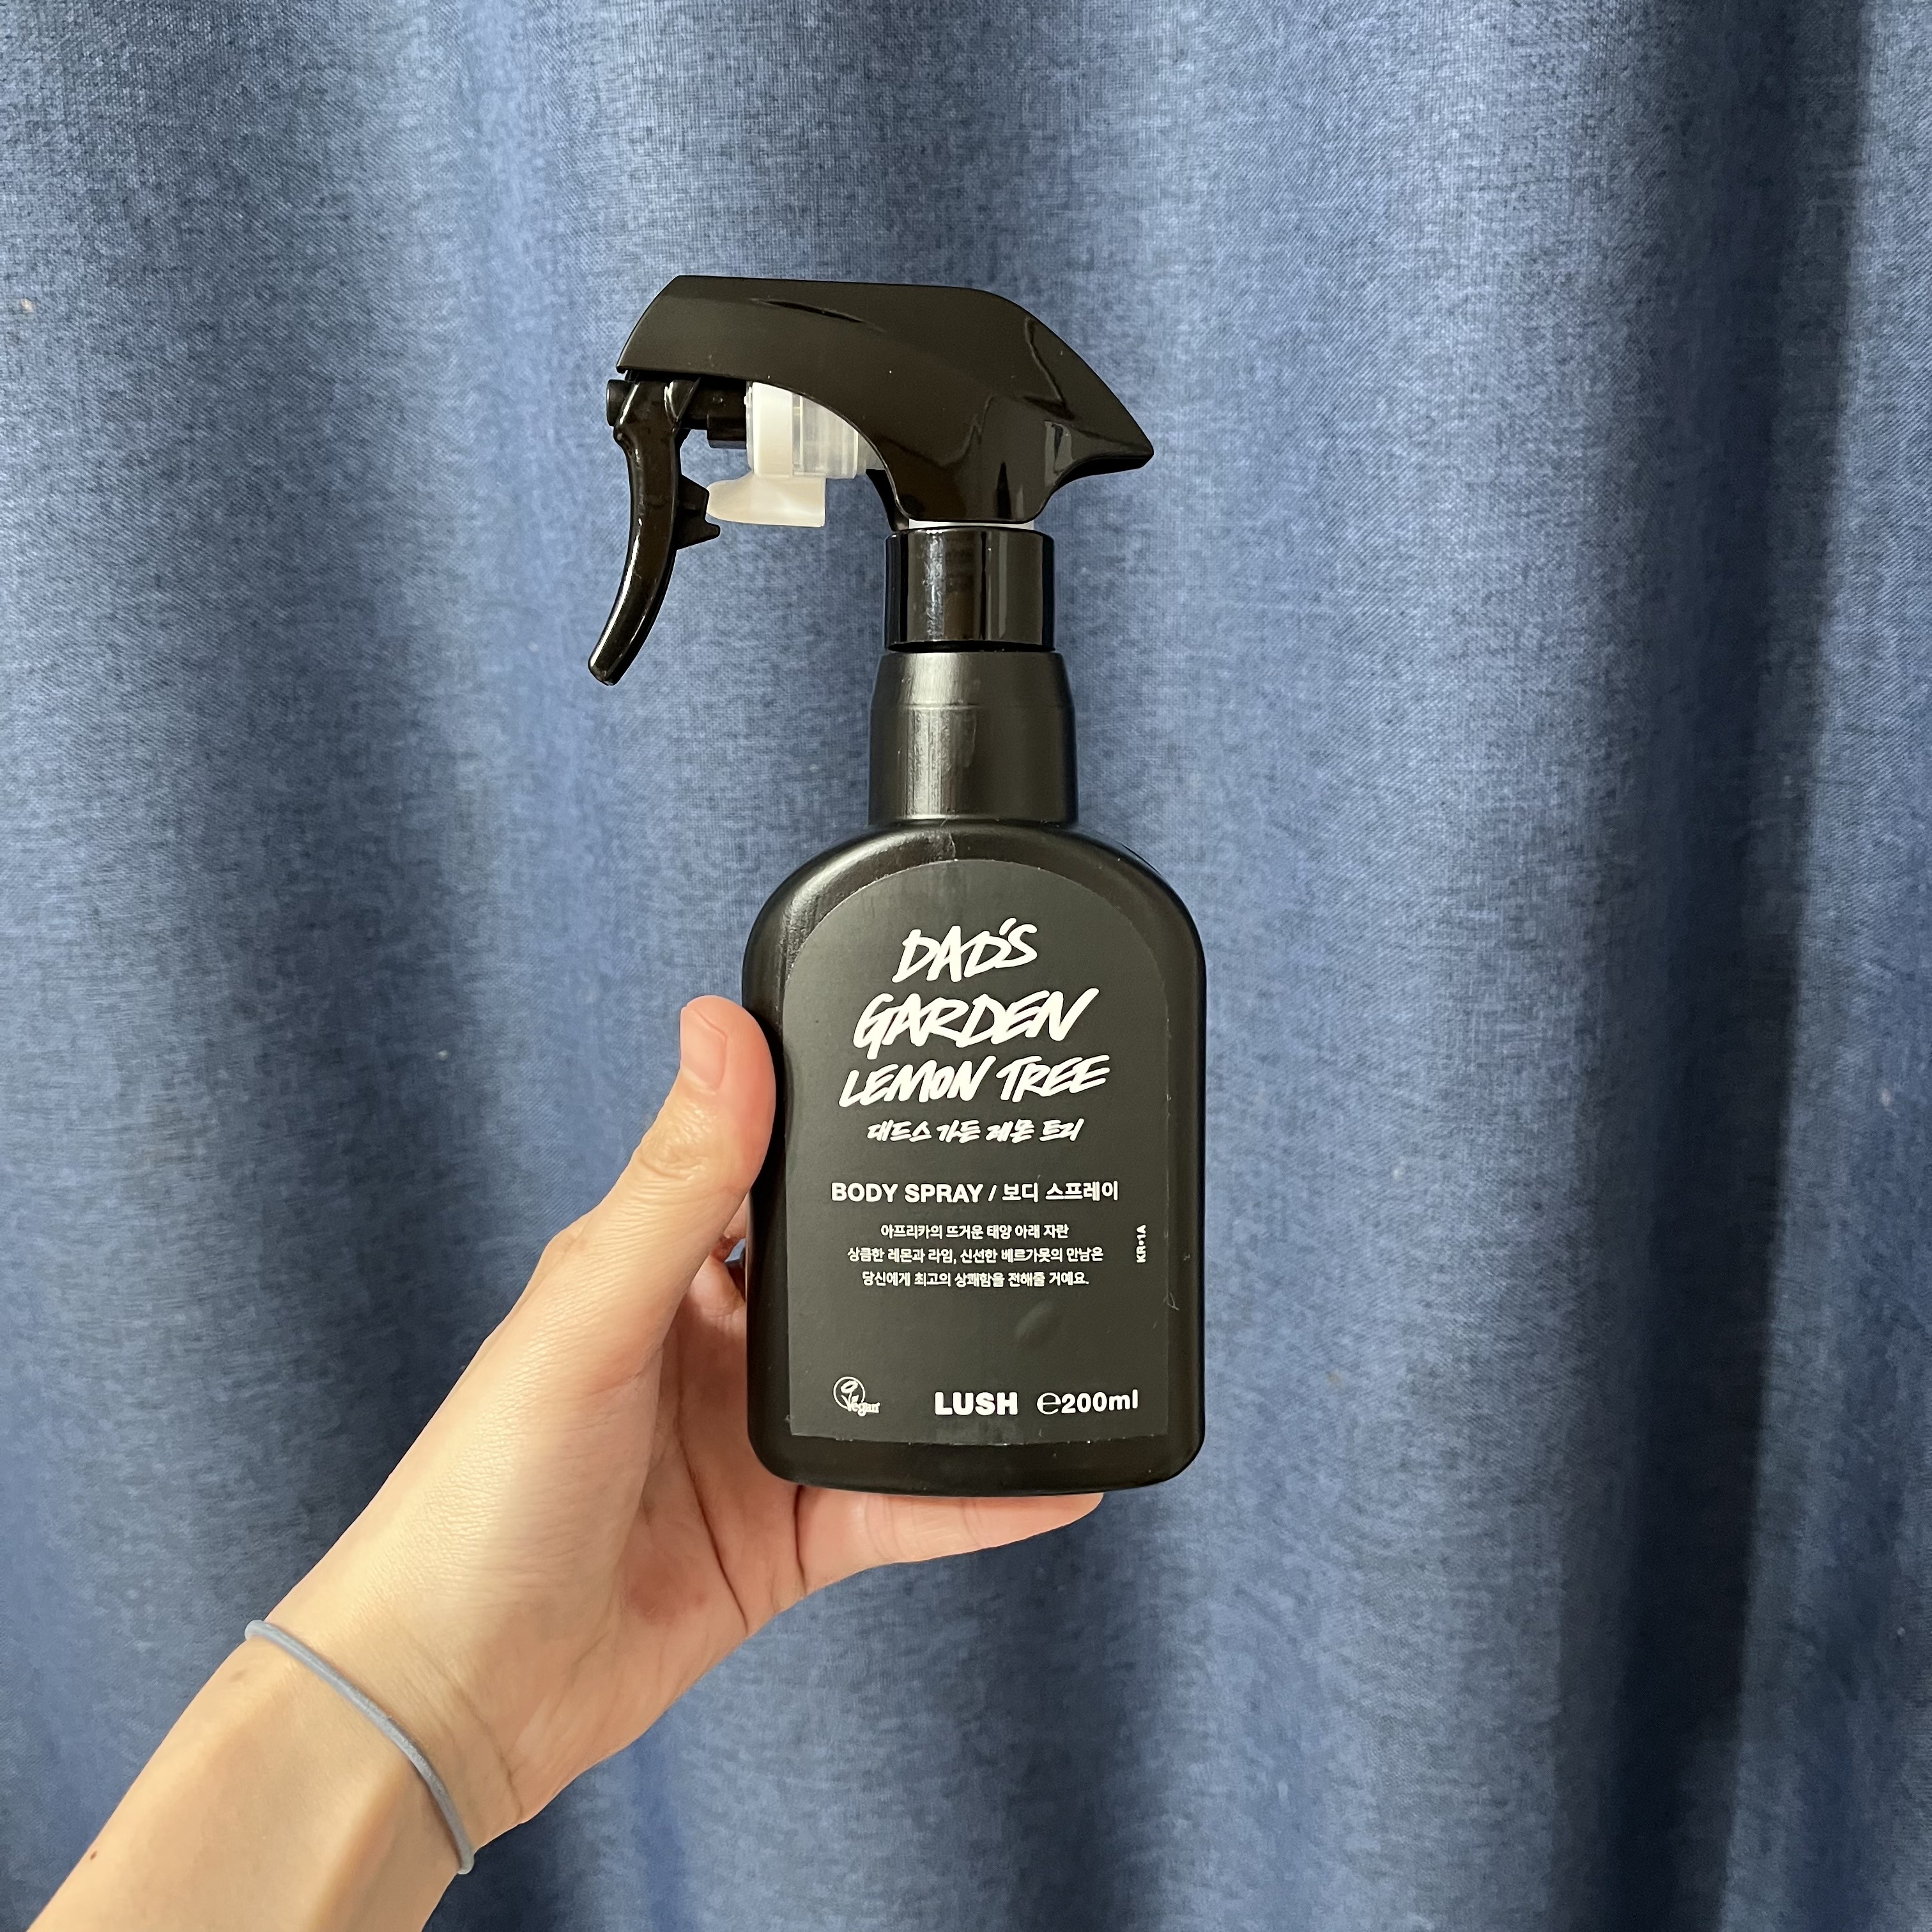 DAD'S
GARDEN
LEMON TREE
대드스 가든 레몬 트리
BODY SPRAY / 보디 스프레이
아프리카의 뜨거운 태양 아래 자란
상큼한 레몬과 라임, 신선한 베르가못의 만남은
당신에게 최고의 상쾌함을 전해줄 거예요.
KR•1A
Vegan
LUSH ℮200ml